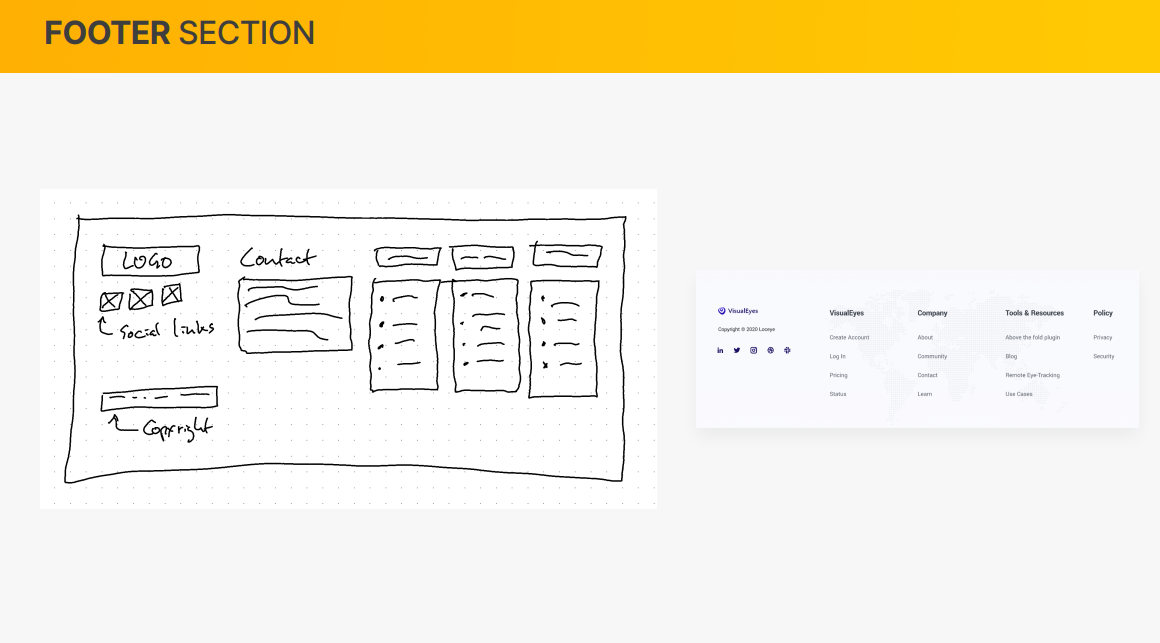 FOOTER SECTION
LOGO
Social links
Copyright
Contact
VisualEyes
Copyright © 2020 Loceye
VisualEyes
Create Account
Log In
Pricing
Status
Company
About
Community
Contact
Learn
Tools & Resources
Above the fold plugin
Blog
Remote Eye-Tracking
Use Cases
Policy
Privacy
Security